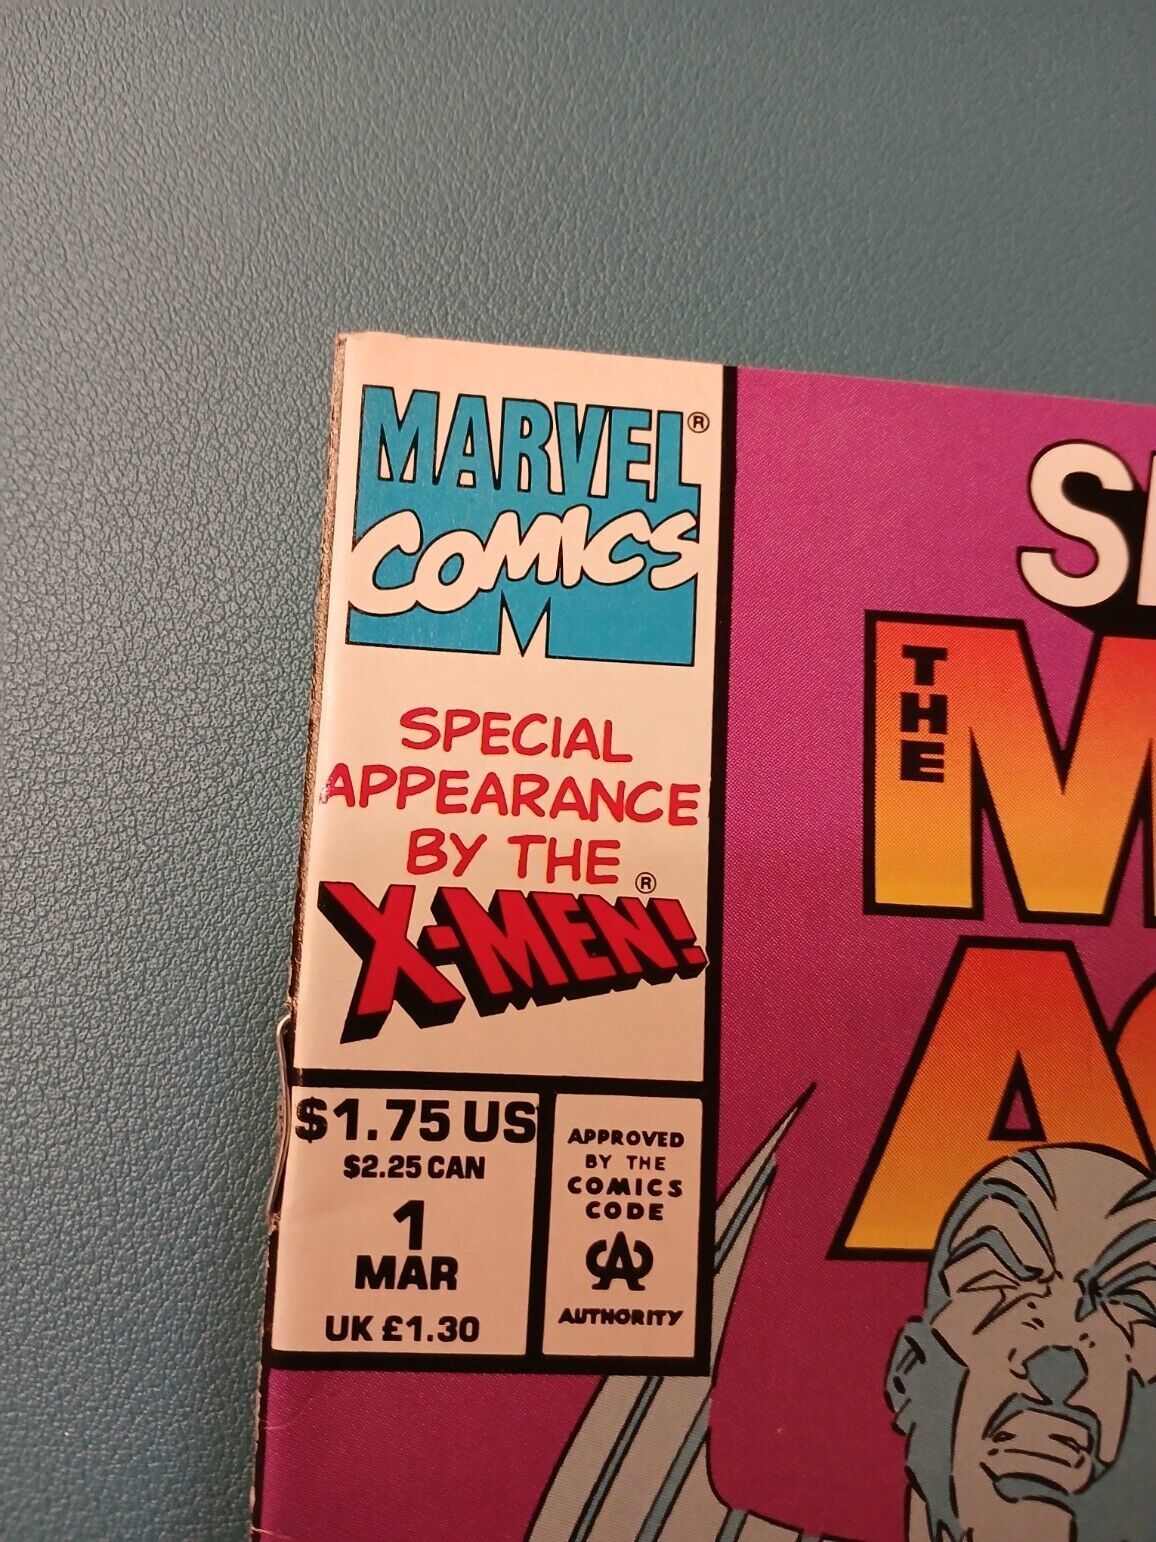 MARVEL®
COMICS
M
SPECIAL
APPEARANCE
BY THE
X-MEN!®
$1.75 US
$2.25 CAN
1
MAR
UK £1.30
APPROVED
BY THE
COMICS
CODE
CA
AUTHORITY
THE